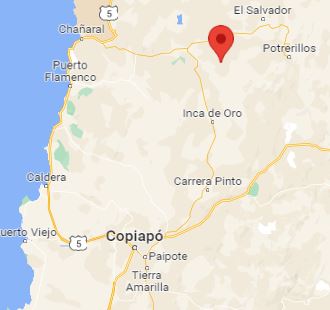 5
El Salvador
Chañaral
Potrerillos
Puerto
Flamenco
Inca de Oro
Caldera
Carrera Pinto
uerto Viejo
5
Copiapó
Paipote
Tierra
Amarilla